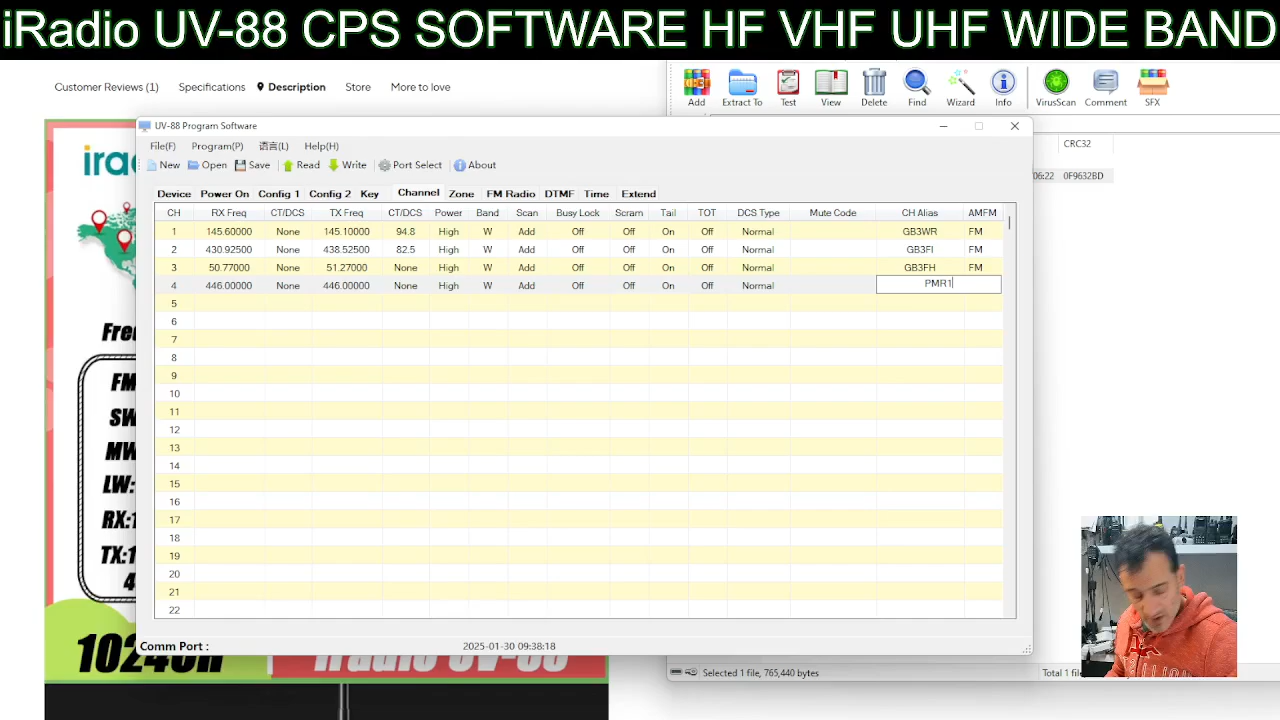 iRadio UV-88 CPS SOFTWARE HF VHF UHF WIDE BAND
Customer Reviews (1) Specifications Description
Add Extract To Test View Delete Find Wizard Info VirusScan Comment SFX
CRC32
06:22 0F9632BD
UV-88 Program Software
File(F) Program(P) 语言(L) Help(H)
New Open Save Read Write Port Select About
Device Power On Config 1 Config 2 Key Channel Zone FM Radio DTMF Time Extend
CH RX Freq CT/DCS TX Freq CT/DCS Power Band Scan Busy Lock Scram Tail TOT DCS Type Mute Code CH Alias AMFM
1 145.60000 None 145.10000 94.8 High W Add Off Off On Off Normal GB3WR FM
2 430.92500 None 438.52500 82.5 High W Add Off Off On Off Normal GB3FI FM
3 50.77000 None 51.27000 None High W Add Off Off On Off Normal GB3FH FM
4 446.00000 None 446.00000 None High W Add Off Off On Off Normal PMR1
5
6
7
8
9
10
11
12
13
14
15
16
17
18
19
20
21
22
Comm Port : 2025-01-30 09:38:18
FM
SW
MW
LW:
RX:1
TX:1
4
Selected 1 file, 765,440 bytes Total 1 file